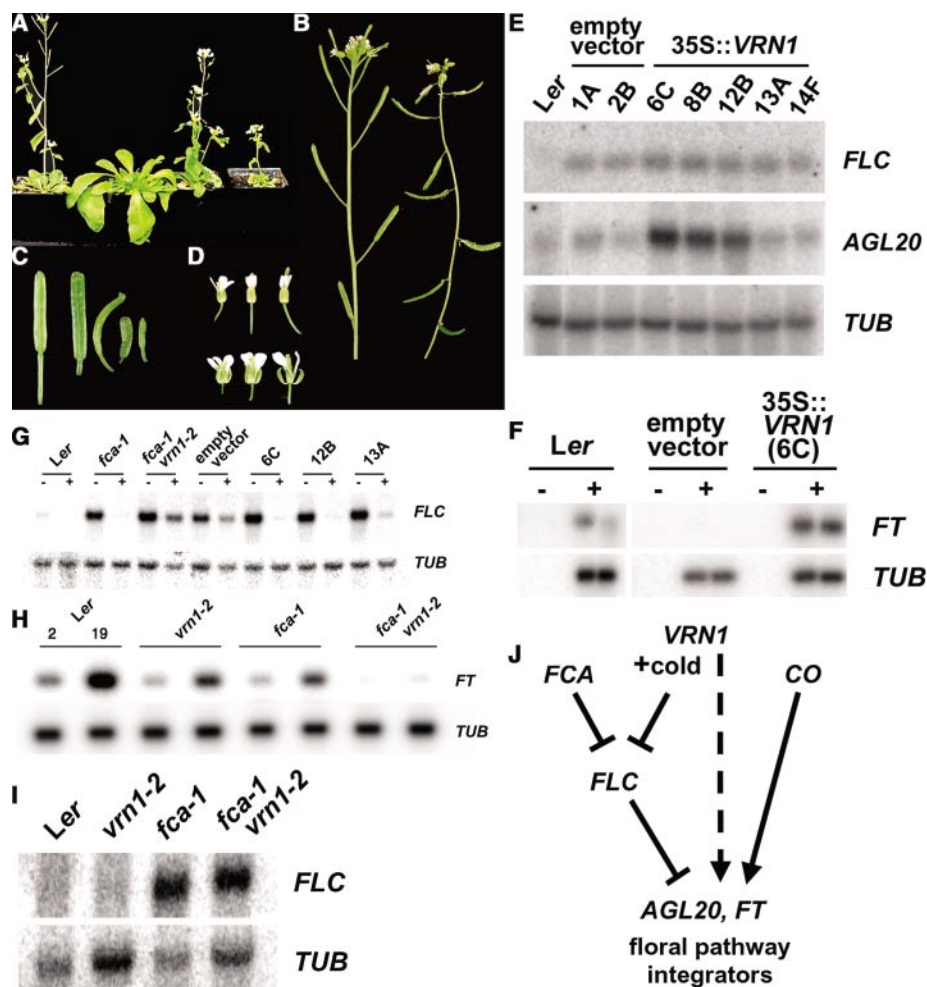 A
B
E
empty
vector
35S::VRN1
Ler
1A
2B
6C
8B
12B
13A
14F
FLC
AGL20
TUB
C
D
G
Ler
fca-1
fca-1
vrn1-2
empty
vector
6C
12B
13A
- + - + - + - + - + - + - +
FLC
TUB
F
Ler
empty
vector
35S::
VRN1
(6C)
- + - + - +
FT
TUB
H
Ler
2 19
vrn1-2
fca-1
fca-1
vrn1-2
FT
TUB
I
Ler
vrn1-2
fca-1
fca-1
vrn1-2
FLC
TUB
J
VRN1
+cold
FCA
CO
FLC
AGL20, FT
floral pathway
integrators